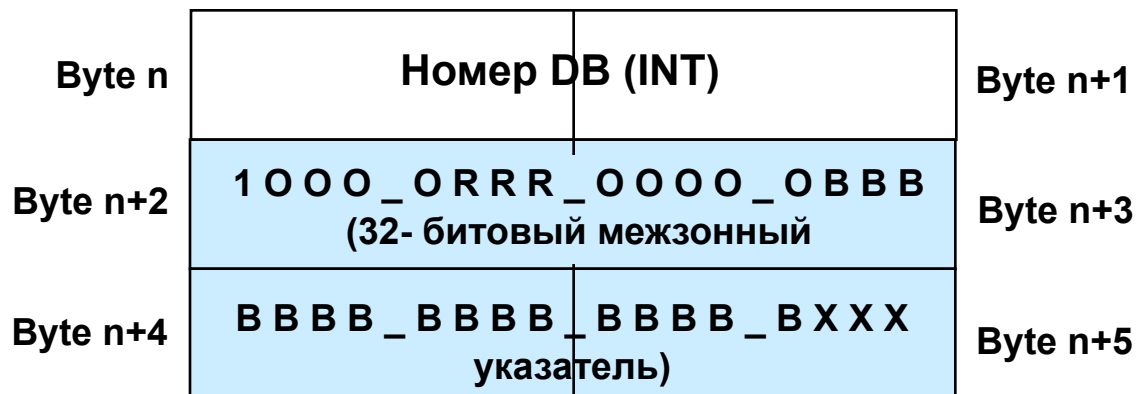 Byte n Номер DB (INT) Byte n+1
Byte n+2 1 O O O _ O R R R _ O O O O _ O B B B Byte n+3
(32- битовый межзонный
Byte n+4 B B B B _ B B B B _ B B B B _ B X X X Byte n+5
указатель)